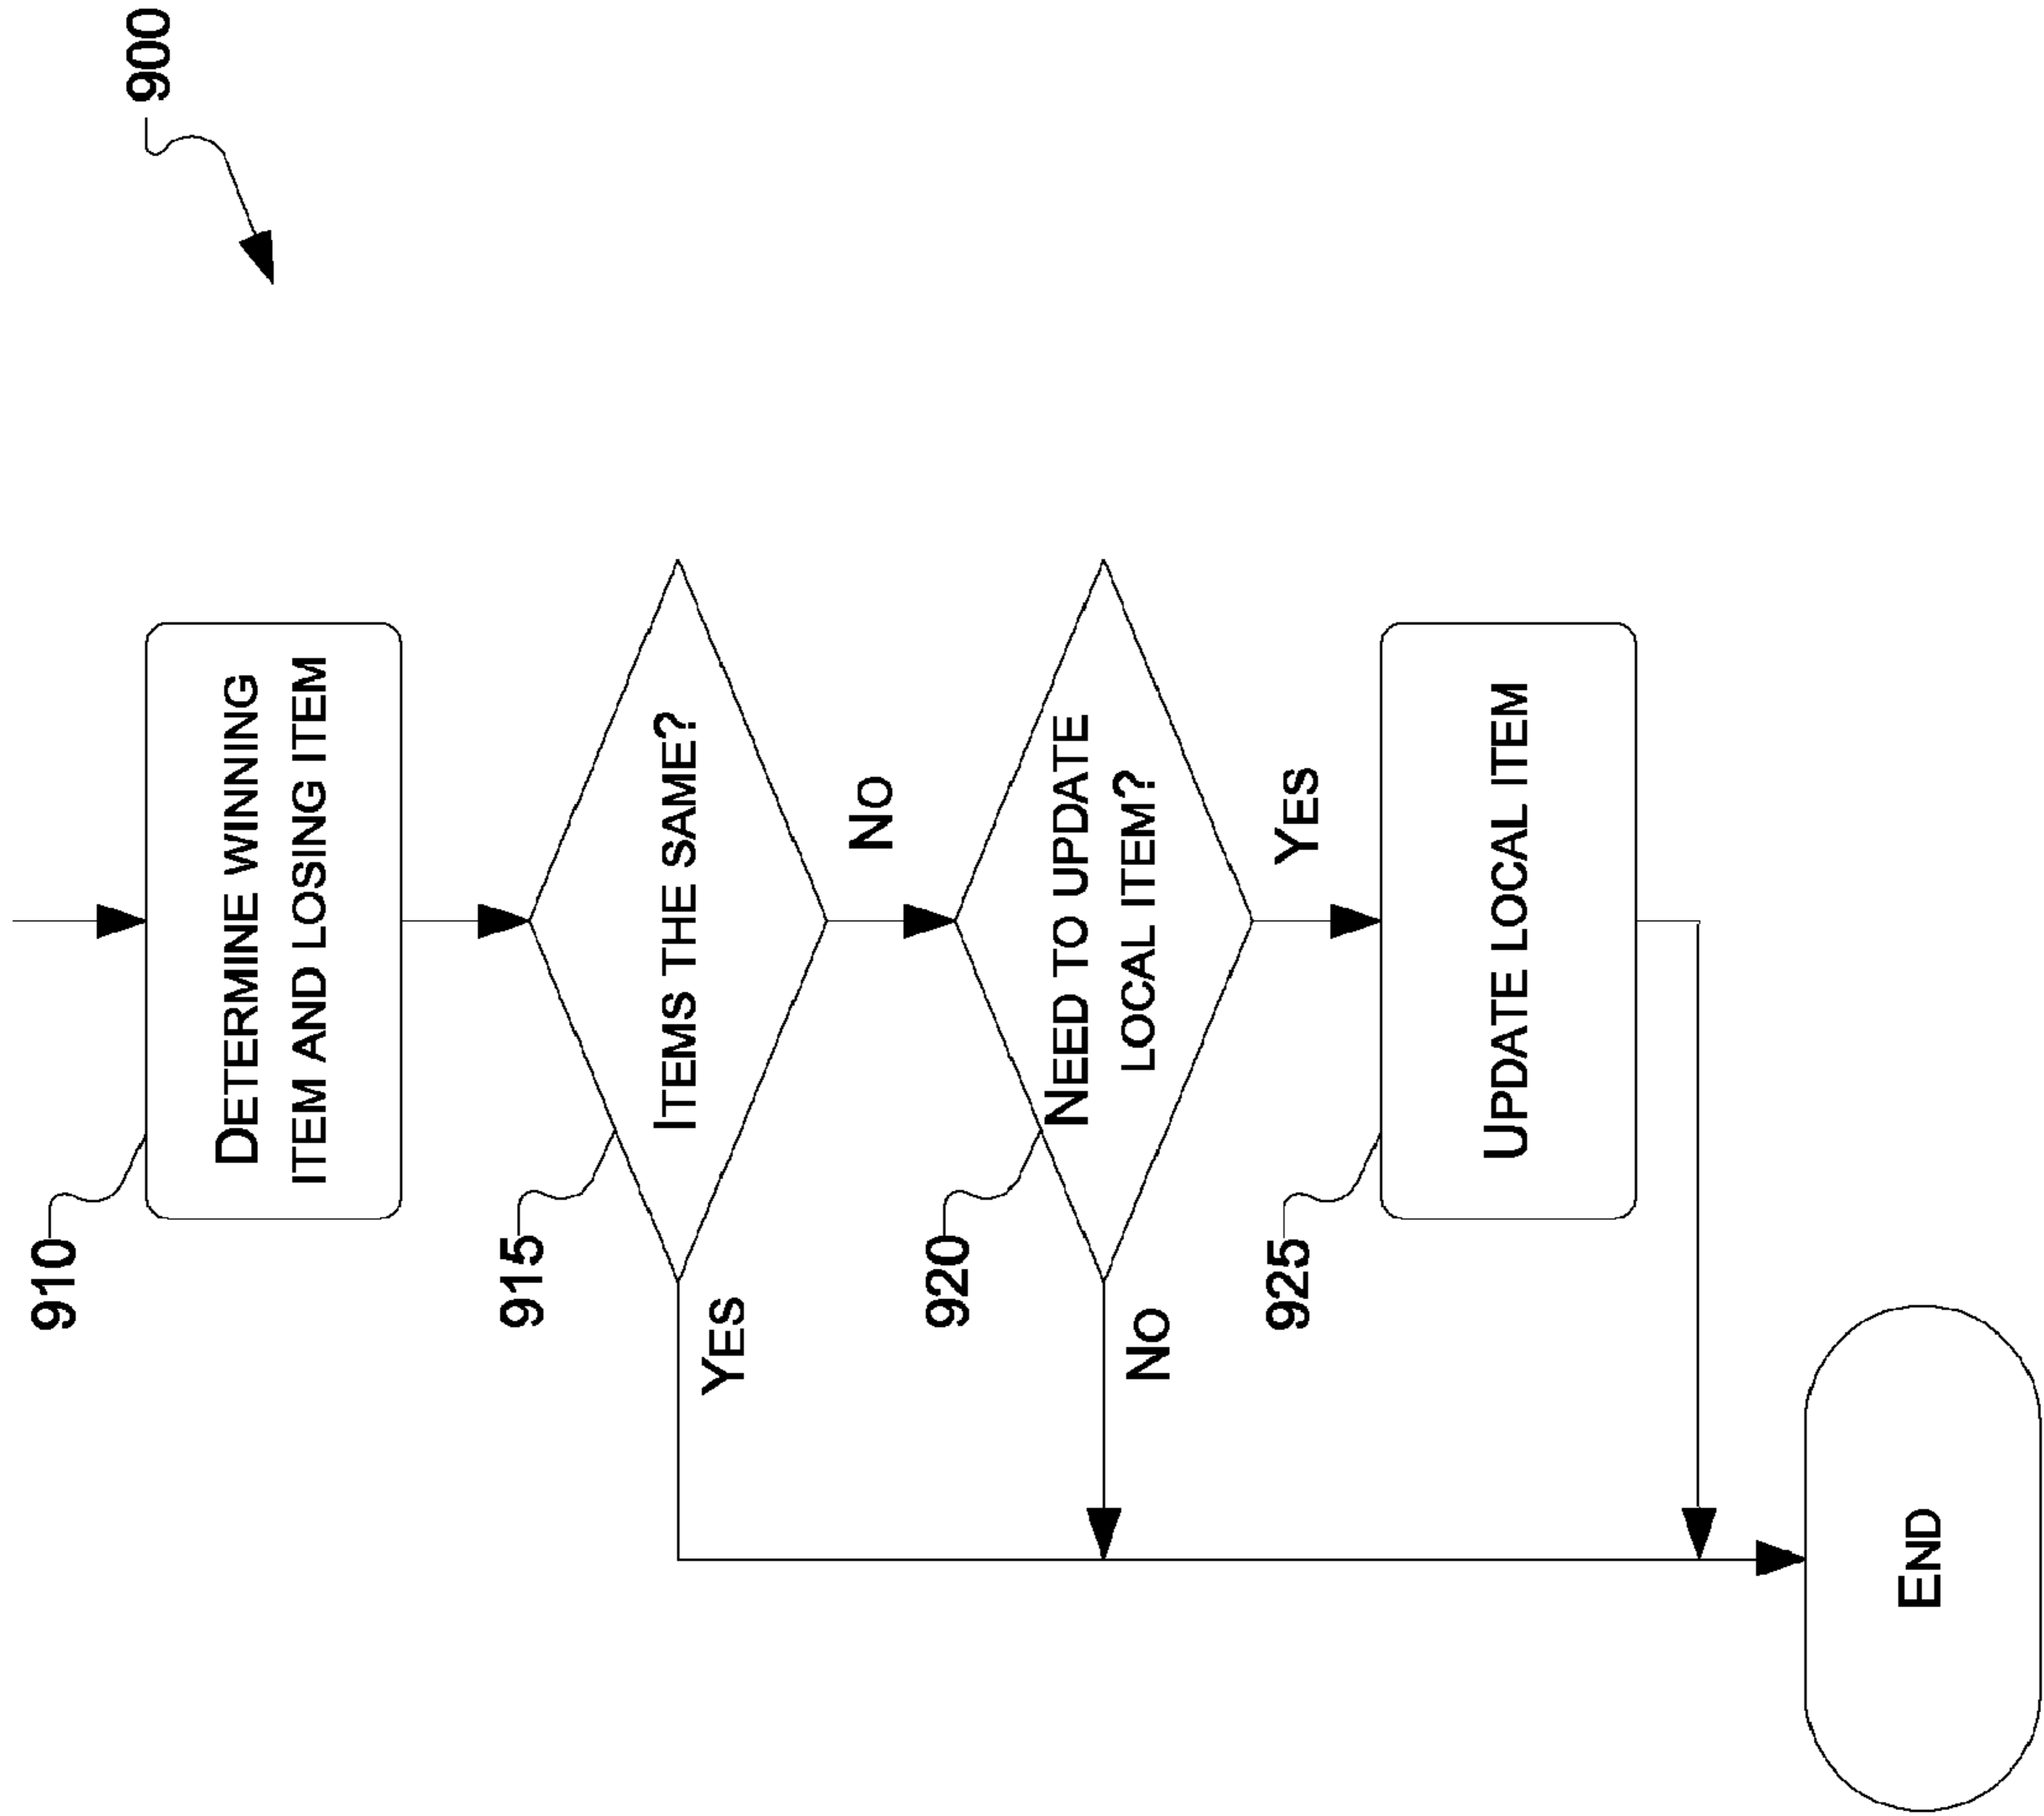 900
910
DETERMINE WINNING
ITEM AND LOSING ITEM
915
ITEMS THE SAME?
YES
NO
920
NEED TO UPDATE
LOCAL ITEM?
NO
YES
925
UPDATE LOCAL ITEM
END